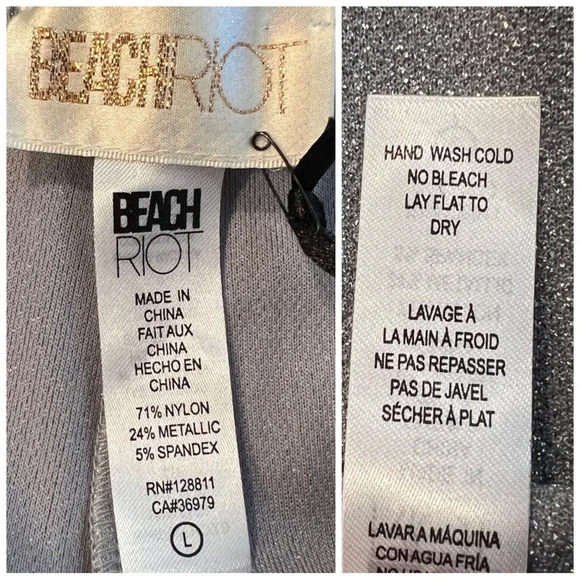 BEACHRIOT
BEACH
RIOT
MADE IN
CHINA
FAIT AUX
CHINA
HECHO EN
CHINA
71% NYLON
24% METALLIC
5% SPANDEX
RN#128811
CA#36979
L
HAND WASH COLD
NO BLEACH
LAY FLAT TO
DRY
LAVAGE À
LA MAIN À FROID
NE PAS REPASSER
PAS DE JAVEL
SÉCHER À PLAT
LAVAR A MÁQUINA
CON AGUA FRÍA